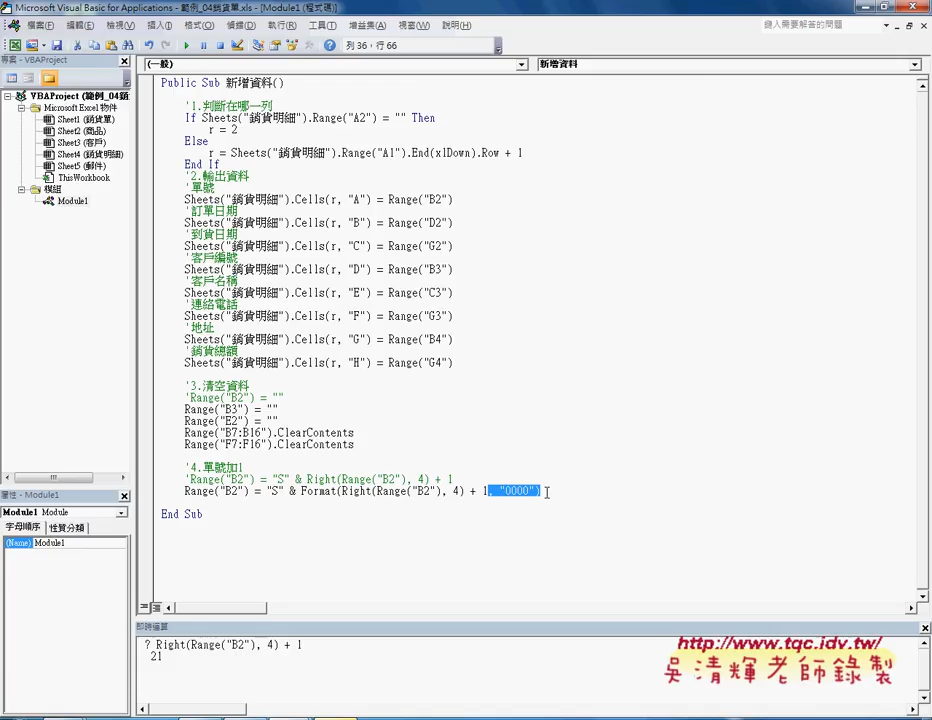 Microsoft Visual Basic for Applications - 範例_04銷貨單.xls - [Module1 (程式碼)]
檔案(F) 編輯(E) 檢視(V) 插入(I) 格式(O) 偵錯(D) 執行(R) 工具(T) 增益集(A) 視窗(W) 說明(H) 鍵入需要解答的問題
列 36，行 66
專案 - VBAProject
(一般) 新增資料
VBAProject (範例_04銷
Microsoft Excel 物件
Sheet1 (銷貨單)
Sheet2 (商品)
Sheet3 (客戶)
Sheet4 (銷貨明細)
Sheet5 (郵件)
ThisWorkbook
模組
Module1
屬性 - Module1
Module1 Module
字母順序 性質分類
(Name) Module1
Public Sub 新增資料()
'1.判斷在哪一列
If Sheets("銷貨明細").Range("A2") = "" Then
r = 2
Else
r = Sheets("銷貨明細").Range("A1").End(xlDown).Row + 1
End If
'2.輸出資料
'單號
Sheets("銷貨明細").Cells(r, "A") = Range("B2")
'訂單日期
Sheets("銷貨明細").Cells(r, "B") = Range("D2")
'到貨日期
Sheets("銷貨明細").Cells(r, "C") = Range("G2")
'客戶編號
Sheets("銷貨明細").Cells(r, "D") = Range("B3")
'客戶名稱
Sheets("銷貨明細").Cells(r, "E") = Range("C3")
'連絡電話
Sheets("銷貨明細").Cells(r, "F") = Range("G3")
'地址
Sheets("銷貨明細").Cells(r, "G") = Range("B4")
'銷貨總額
Sheets("銷貨明細").Cells(r, "H") = Range("G4")
'3.清空資料
'Range("B2") = ""
Range("B3") = ""
Range("E2") = ""
Range("B7:B16").ClearContents
Range("F7:F16").ClearContents
'4.單號加1
'Range("B2") = "S" & Right(Range("B2"), 4) + 1
Range("B2") = "S" & Format(Right(Range("B2"), 4) + 1, "0000")
End Sub
即時運算
? Right(Range("B2"), 4) + 1
21
http://www.tqc.idv.tw/
吳清輝老師錄製